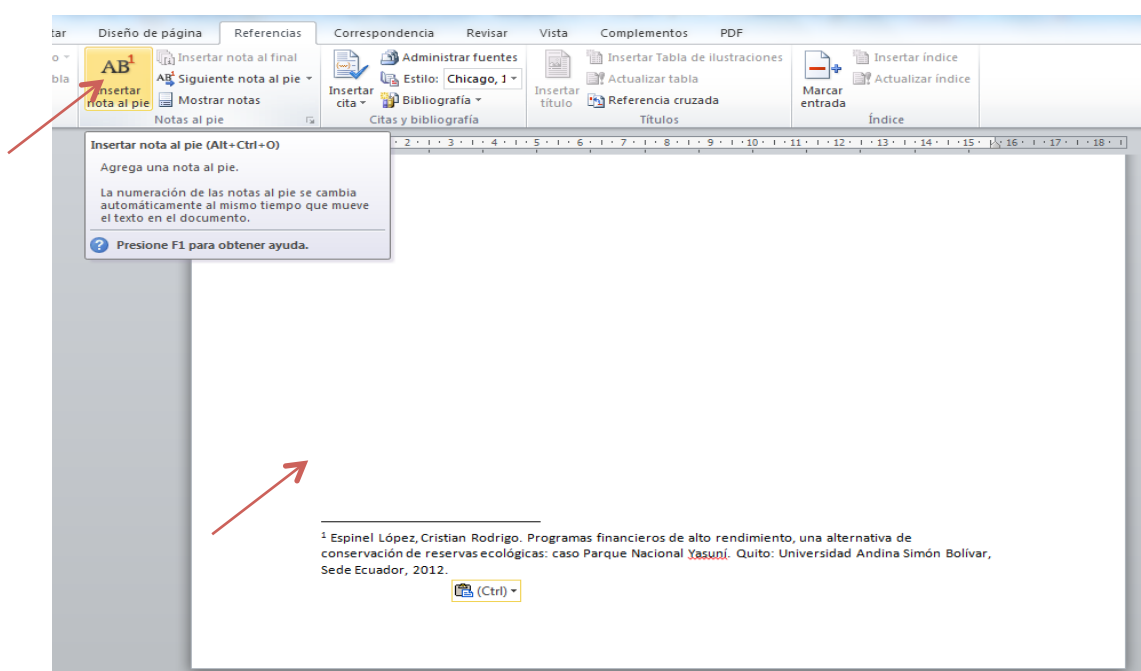 tar Diseño de página Referencias Correspondencia Revisar Vista Complementos PDF
AB1
Insertar nota al pie
Insertar nota al final
Siguiente nota al pie
Mostrar notas
Notas al pie
Insertar cita
Administrar fuentes
Estilo: Chicago, 1
Bibliografía
Citas y bibliografía
Insertar título
Insertar Tabla de ilustraciones
Actualizar tabla
Referencia cruzada
Títulos
Marcar entrada
Insertar índice
Actualizar índice
Índice
o
bla
Insertar nota al pie (Alt+Ctrl+O)
Agrega una nota al pie.
La numeración de las notas al pie se cambia
automáticamente al mismo tiempo que mueve
el texto en el documento.
Presione F1 para obtener ayuda.
2 3 4 5 6 7 8 9 10 11 12 13 14 15 16 17 18
1 Espinel López, Cristian Rodrigo. Programas financieros de alto rendimiento, una alternativa de
conservación de reservas ecológicas: caso Parque Nacional Yasuní. Quito: Universidad Andina Simón Bolívar,
Sede Ecuador, 2012.
(Ctrl)